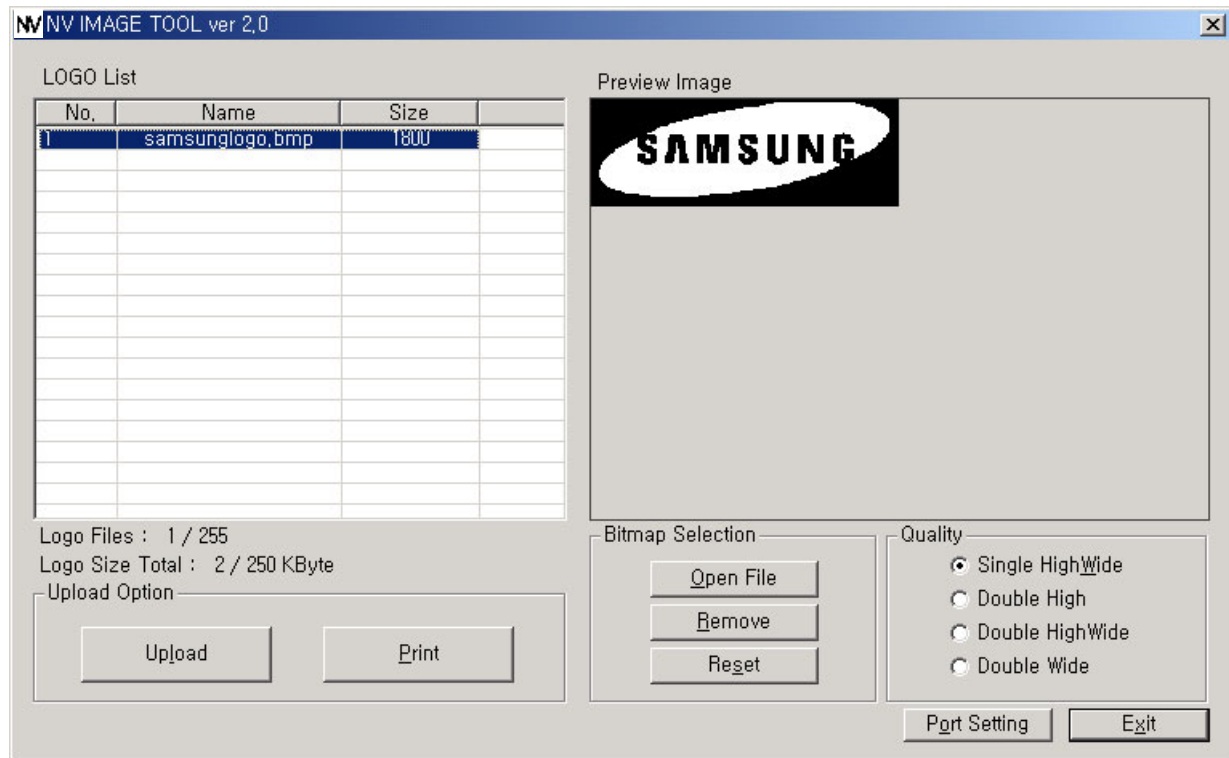 NV NV IMAGE TOOL ver 2,0
LOGO List
No, Name Size
1 samsunglogo,bmp 1800
Logo Files : 1 / 255
Logo Size Total : 2 / 250 KByte
Upload Option
Upload Print
Preview Image
SAMSUNG
Bitmap Selection
Open File
Remove
Reset
Quality
Single HighWide
Double High
Double HighWide
Double Wide
Port Setting Exit